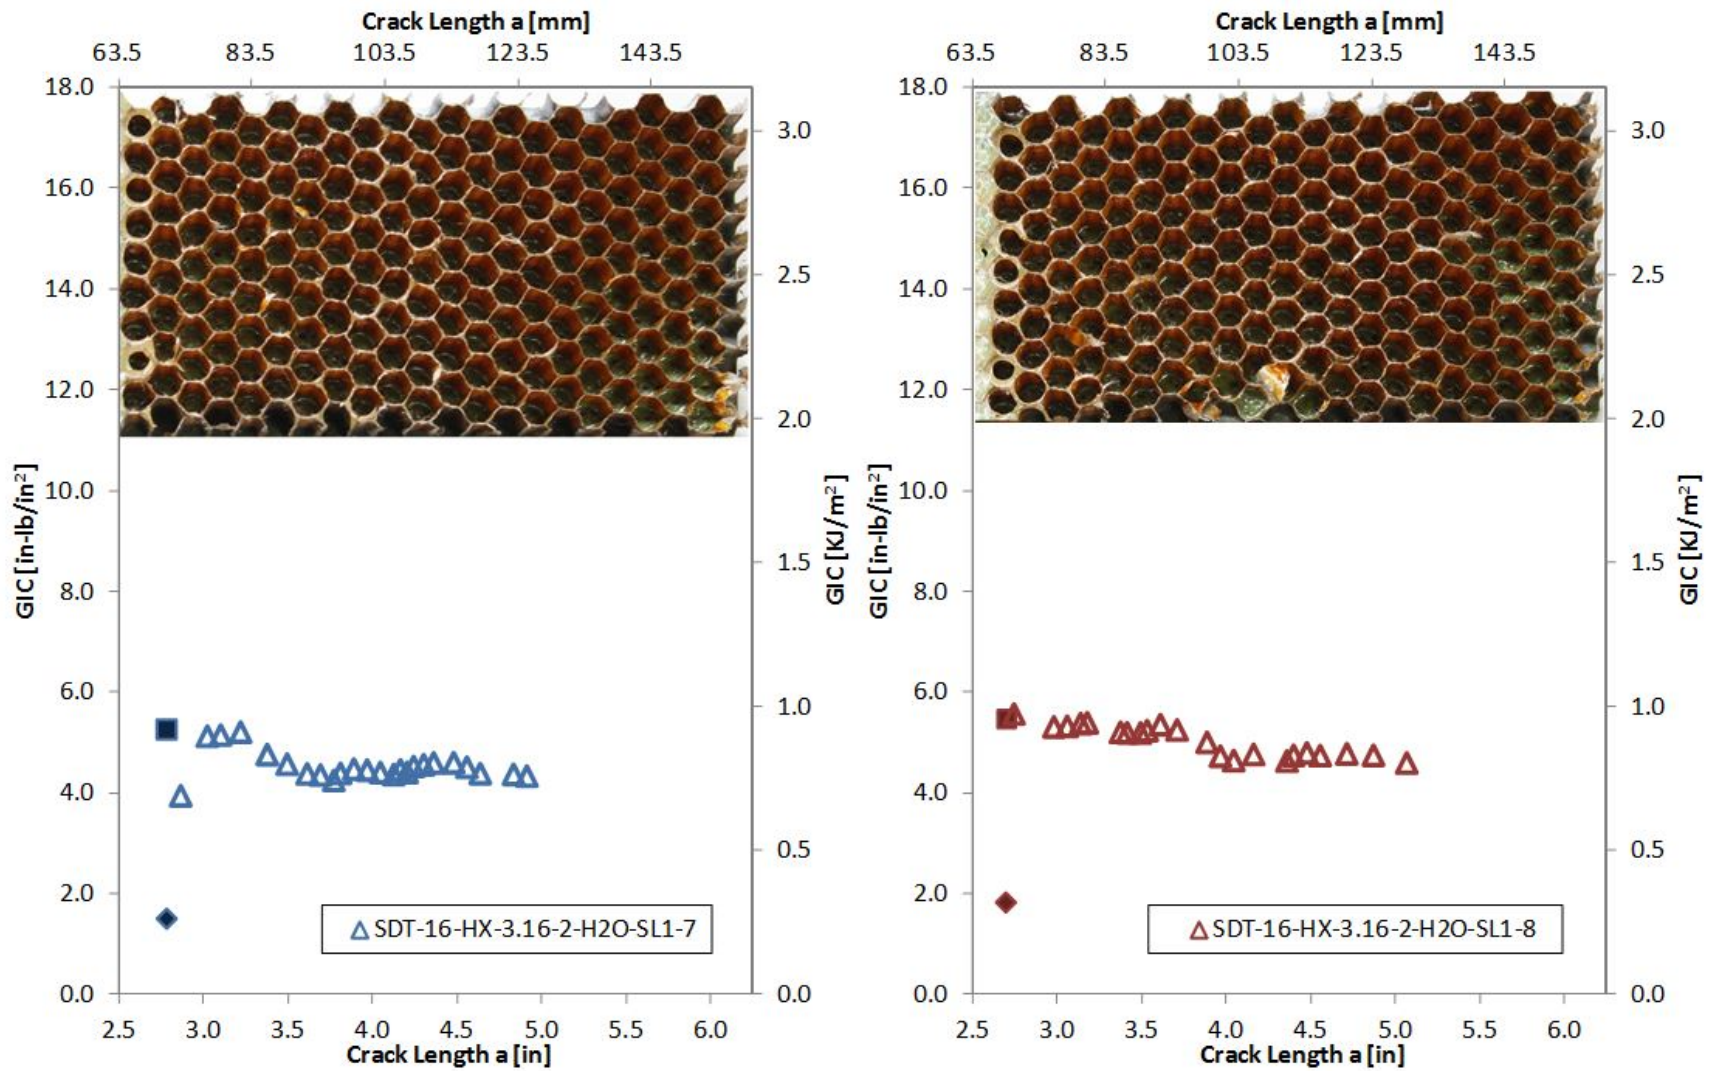 Crack Length a [mm]
63.5 83.5 103.5 123.5 143.5
18.0
16.0
14.0
12.0
10.0
8.0
6.0
4.0
2.0
0.0
GIC [in-lb/in²]
3.0
2.5
2.0
1.5
1.0
0.5
0.0
GIC [KJ/m²]
SDT-16-HX-3.16-2-H2O-SL1-7
2.5 3.0 3.5 4.0 4.5 5.0 5.5 6.0
Crack Length a [in]
Crack Length a [mm]
63.5 83.5 103.5 123.5 143.5
18.0
16.0
14.0
12.0
10.0
8.0
6.0
4.0
2.0
0.0
GIC [in-lb/in²]
3.0
2.5
2.0
1.5
1.0
0.5
0.0
GIC [KJ/m²]
SDT-16-HX-3.16-2-H2O-SL1-8
2.5 3.0 3.5 4.0 4.5 5.0 5.5 6.0
Crack Length a [in]